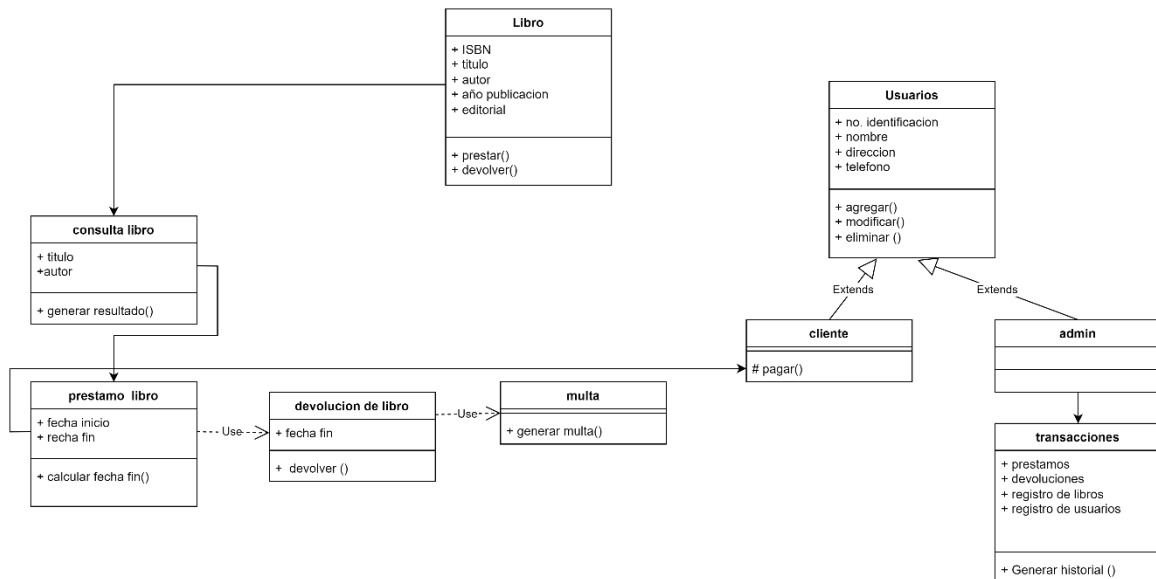 Libro
+ ISBN
+ titulo
+ autor
+ año publicacion
+ editorial
+ prestar()
+ devolver()
Usuarios
+ no. identificacion
+ nombre
+ direccion
+ telefono
+ agregar()
+ modificar()
+ eliminar ()
consulta libro
+ titulo
+autor
+ generar resultado()
Extends
Extends
cliente
# pagar()
admin
prestamo libro
+ fecha inicio
+ recha fin
+ calcular fecha fin()
Use
devolucion de libro
+ fecha fin
+ devolver ()
Use
multa
+ generar multa()
transacciones
+ prestamos
+ devoluciones
+ registro de libros
+ registro de usuarios
+ Generar historial ()